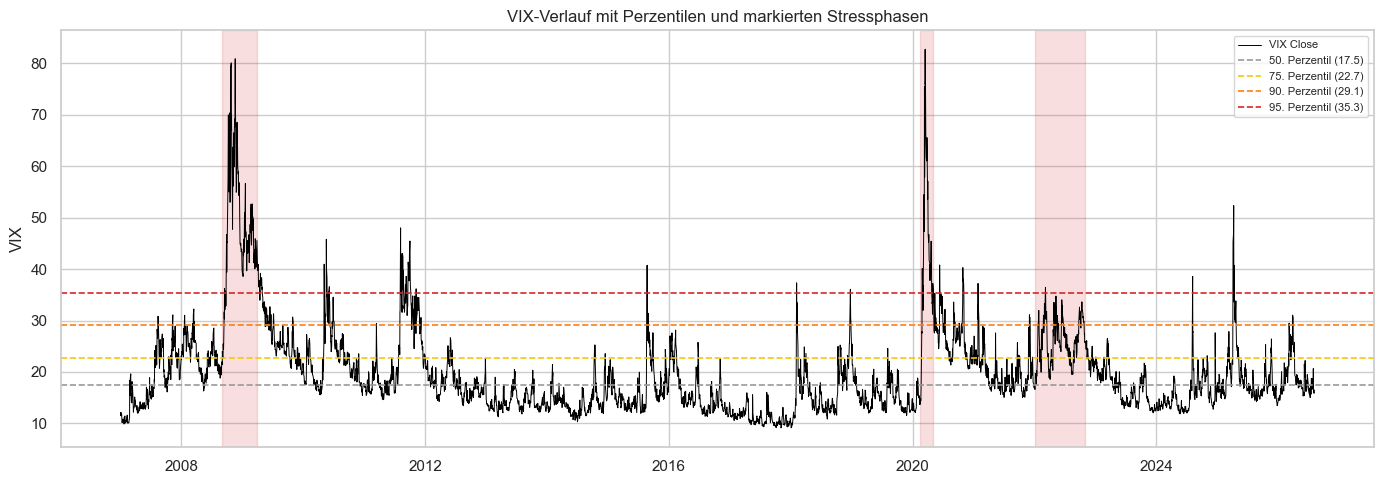 VIX-Verlauf mit Perzentilen und markierten Stressphasen
VIX Close
50. Perzentil (17.5)
75. Perzentil (22.7)
90. Perzentil (29.1)
95. Perzentil (35.3)
VIX
80
70
60
50
40
30
20
10
2008
2012
2016
2020
2024